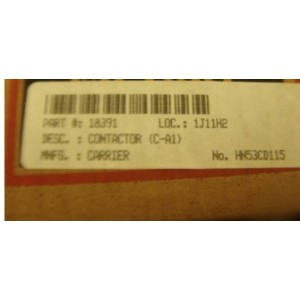 PART #: 18391 LOC.: 1J11H2
DESC. : CONTACTOR (C-A1)
MNFG. : CARRIER No. HN53CD115